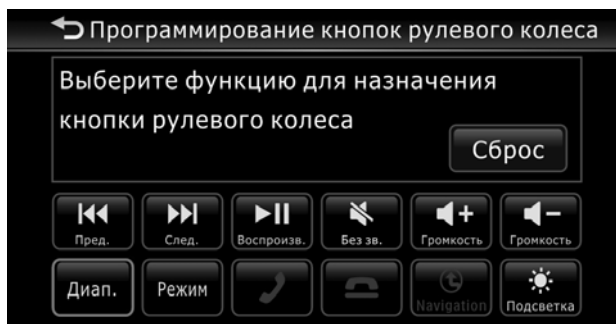 Программирование кнопок рулевого колеса
Выберите функцию для назначения
кнопки рулевого колеса
Сброс
Пред. След. Воспроизв. Без зв. Громкость Громкость
Диап. Режим Navigation Подсветка